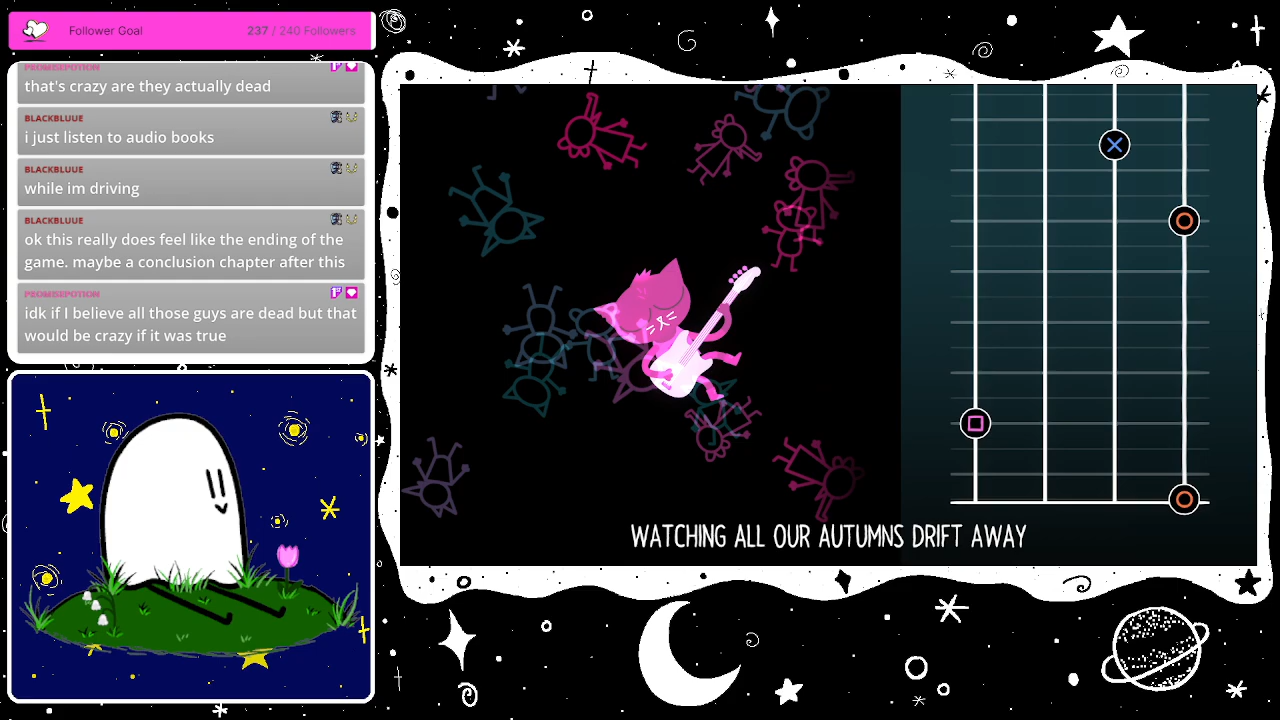 Follower Goal
237 / 240 Followers
PROMISEPOTION
that's crazy are they actually dead
BLACKBLUUE
i just listen to audio books
BLACKBLUUE
while im driving
BLACKBLUUE
ok this really does feel like the ending of the
game. maybe a conclusion chapter after this
PROMISEPOTION
idk if I believe all those guys are dead but that
would be crazy if it was true
WATCHING ALL OUR AUTUMNS DRIFT AWAY